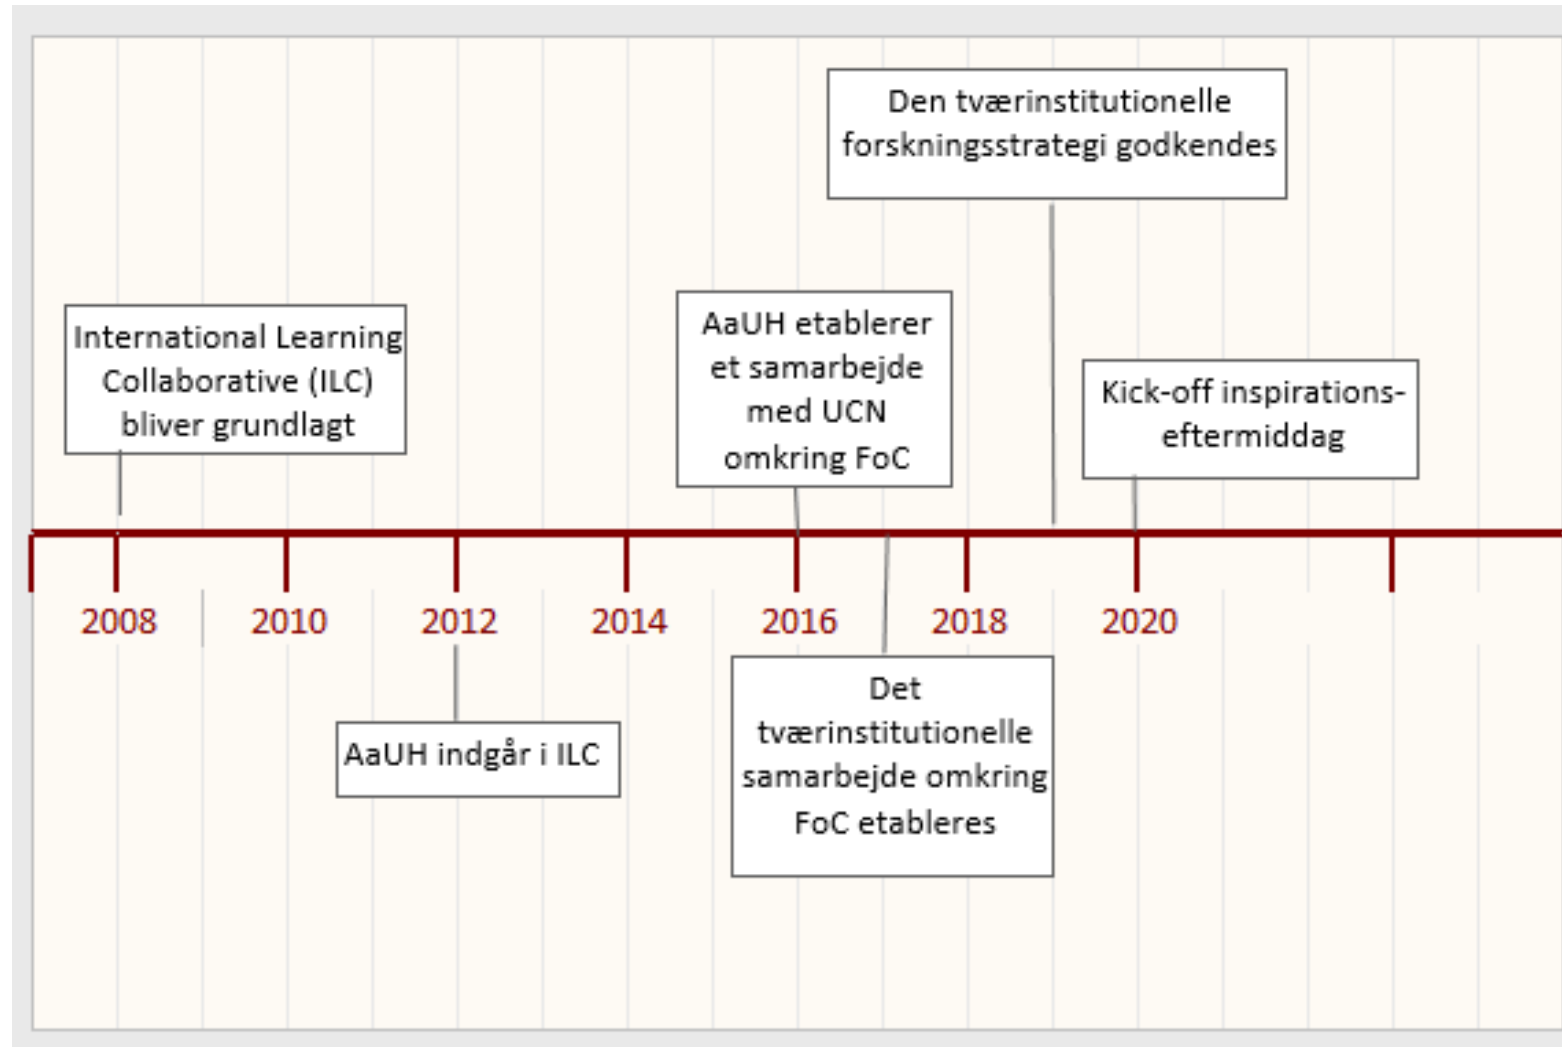 Den tværinstitutionelle
forskningsstrategi godkendes
International Learning
Collaborative (ILC)
bliver grundlagt
AaUH etablerer
et samarbejde
med UCN
omkring FoC
Kick-off inspirations-
eftermiddag
2008 2010 2012 2014 2016 2018 2020
AaUH indgår i ILC
Det
tværinstitutionelle
samarbejde omkring
FoC etableres